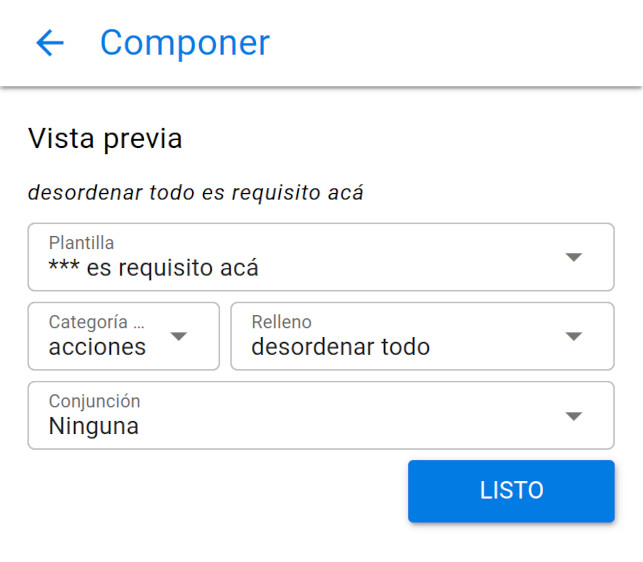 Componer
Vista previa
desordenar todo es requisito acá
Plantilla
*** es requisito acá
Categoría ...
acciones
Relleno
desordenar todo
Conjunción
Ninguna
LISTO